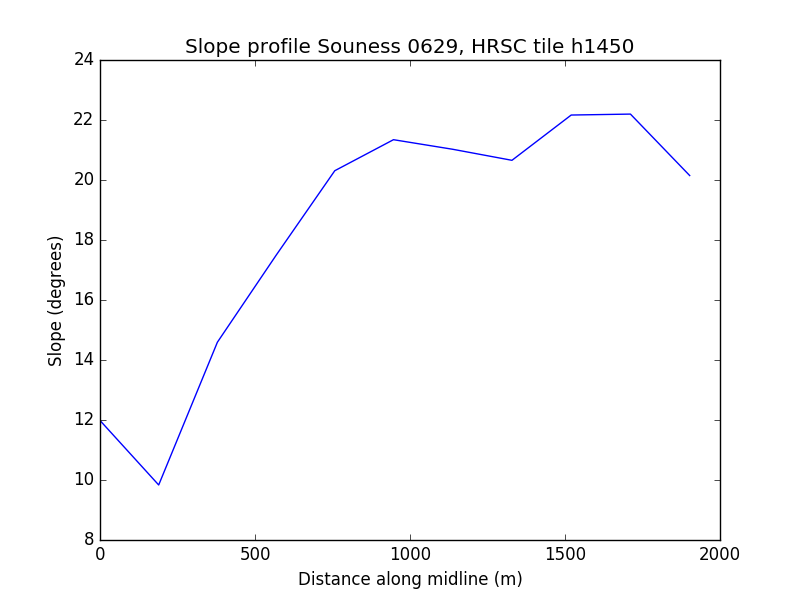 Slope profile Souness 0629, HRSC tile h1450
24
22
20
18
16
14
12
10
8
Slope (degrees)
0 500 1000 1500 2000
Distance along midline (m)